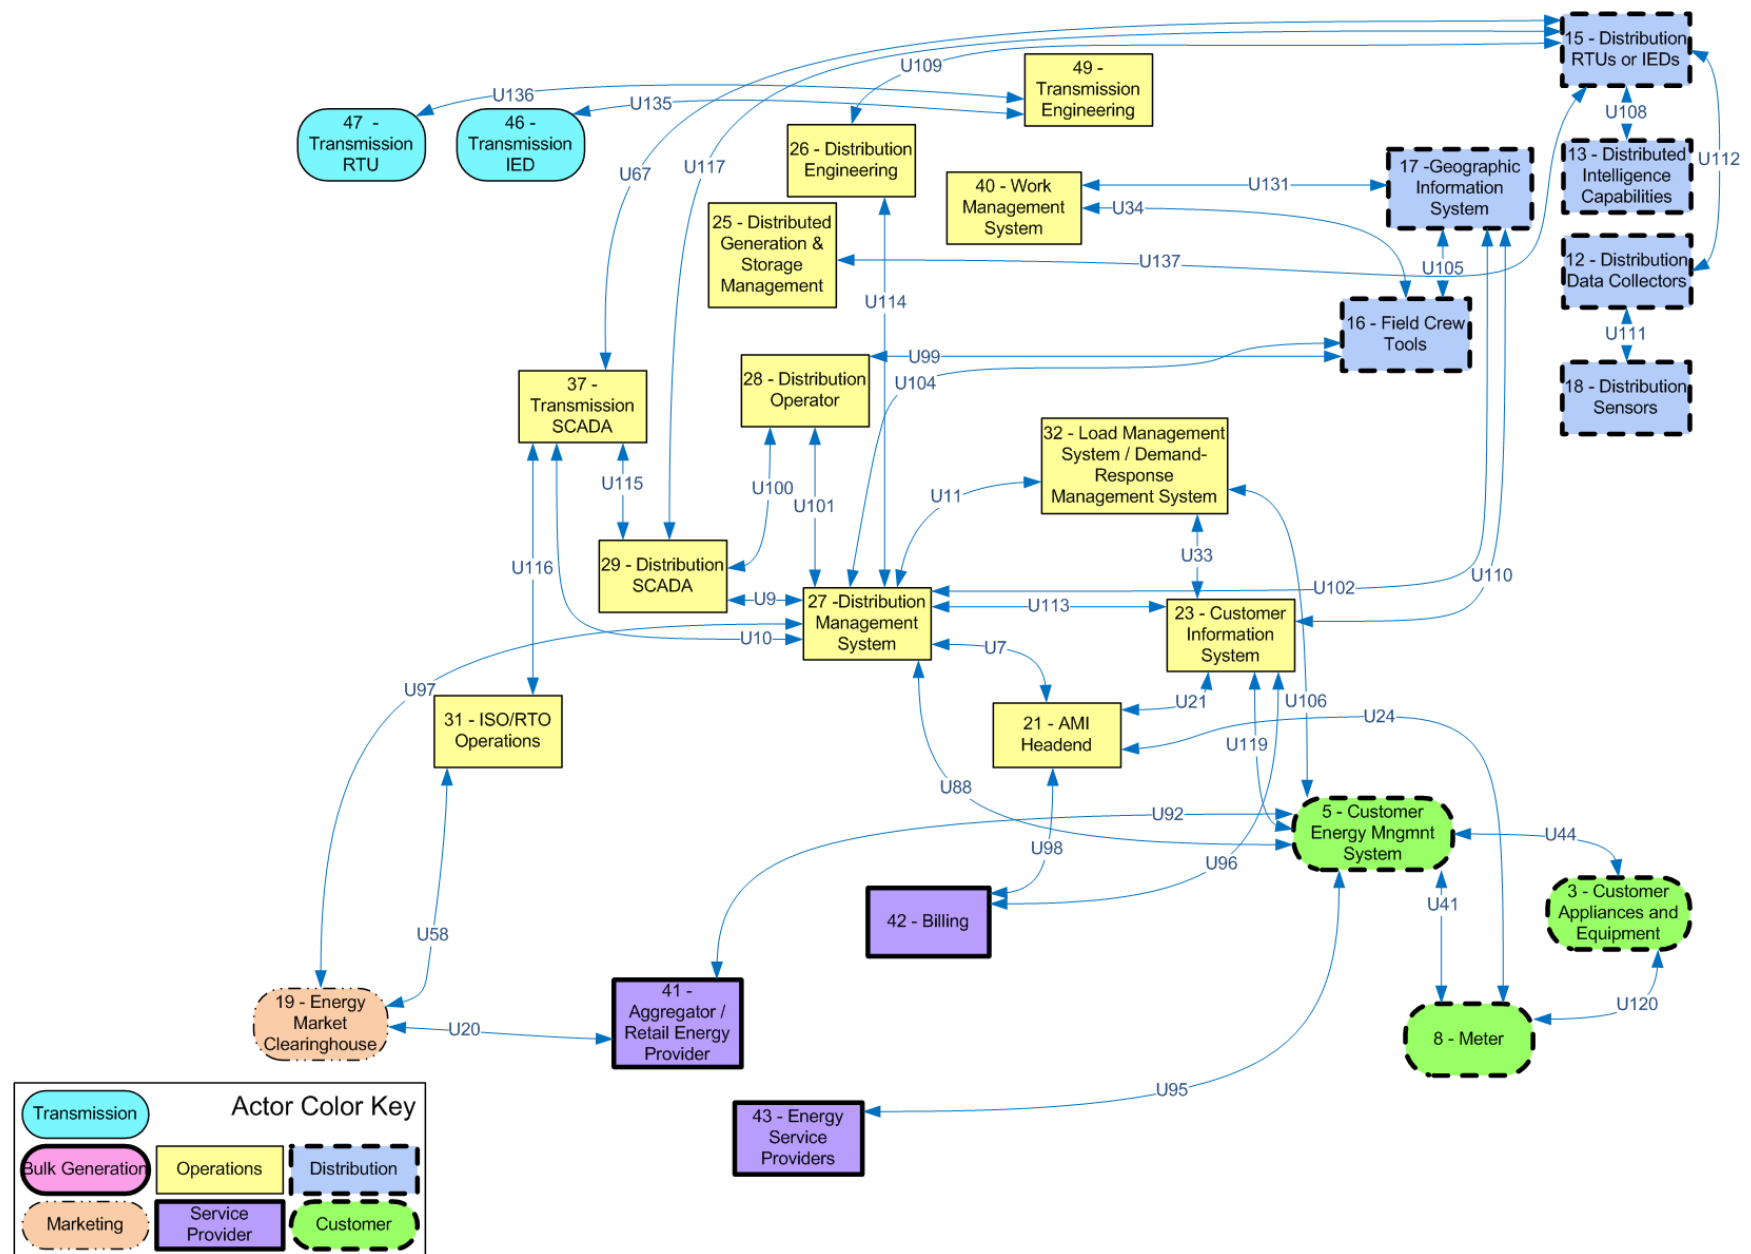 15 - Distribution
RTUs or IEDs
U109
49 -
Transmission
Engineering
U136
U135
U108
47 -
Transmission
RTU
46 -
Transmission
IED
26 - Distribution
Engineering
U67
U117
U112
13 - Distributed
Intelligence
Capabilities
17 -Geographic
Information
System
40 - Work
Management
System
U131
U34
25 - Distributed
Generation &
Storage
Management
U137
U105
12 - Distribution
Data Collectors
U114
16 - Field Crew
Tools
U111
U99
U104
28 - Distribution
Operator
37 -
Transmission
SCADA
18 - Distribution
Sensors
32 - Load Management
System / Demand-
Response
Management System
U115
U100
U101
U11
U33
U116
29 - Distribution
SCADA
U110
U102
U9
27 -Distribution
Management
System
U113
23 - Customer
Information
System
U10
U7
U97
U21
U106
U24
31 - ISO/RTO
Operations
21 - AMI
Headend
U119
U88
U92
5 - Customer
Energy Mngmnt
System
U44
U98
U96
U41
3 - Customer
Appliances and
Equipment
42 - Billing
U58
19 - Energy
Market
Clearinghouse
U20
41 -
Aggregator /
Retail Energy
Provider
U120
8 - Meter
U95
43 - Energy
Service
Providers
Actor Color Key
Transmission
Bulk Generation
Operations
Distribution
Marketing
Service
Provider
Customer